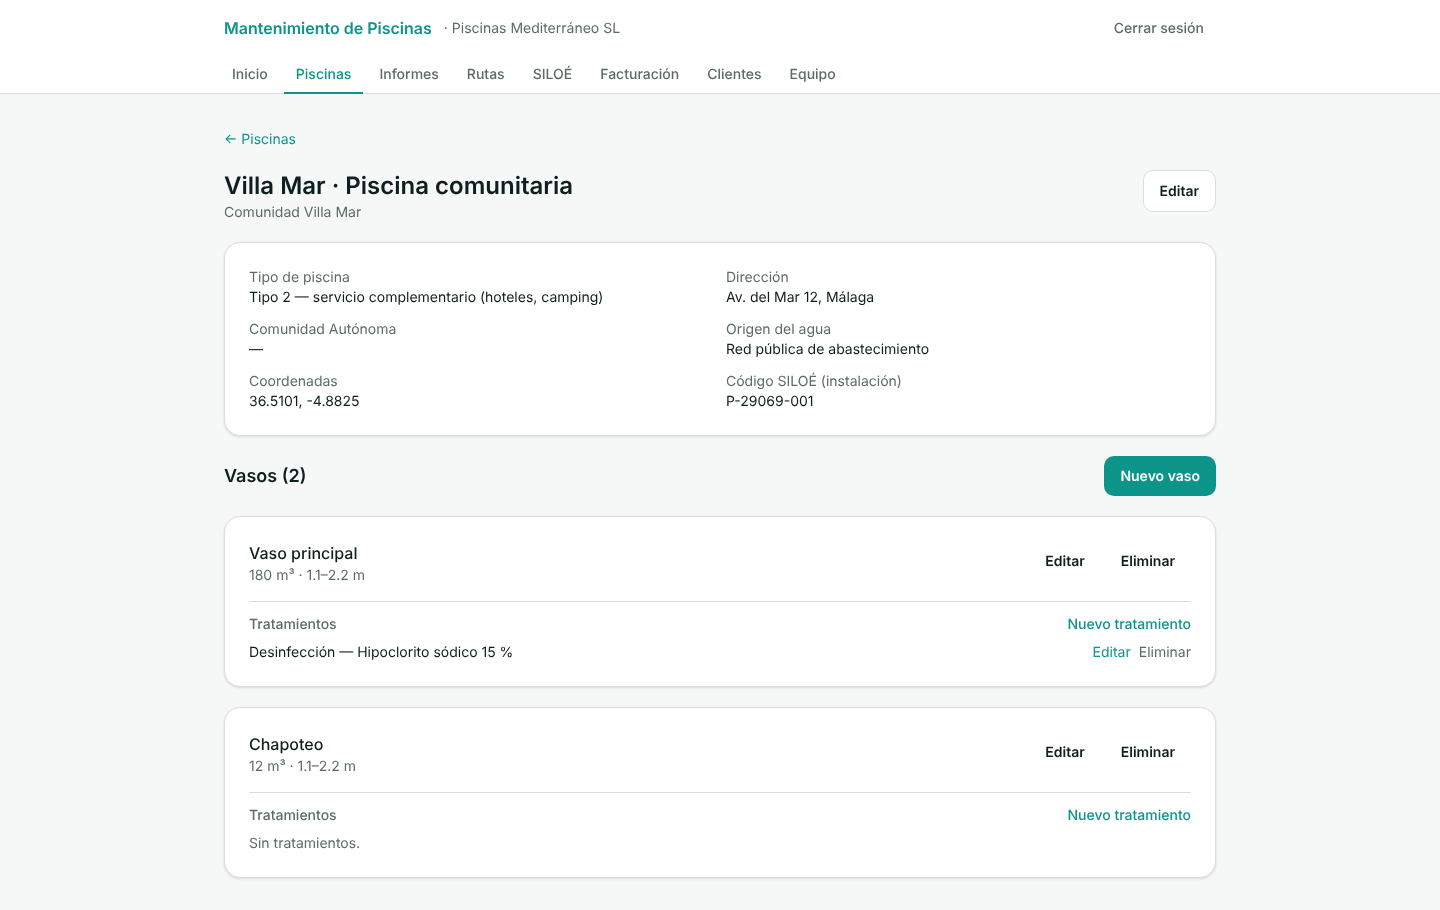 Mantenimiento de Piscinas · Piscinas Mediterráneo SL Cerrar sesión
Inicio Piscinas Informes Rutas SILOÉ Facturación Clientes Equipo
← Piscinas
Villa Mar · Piscina comunitaria
Editar
Comunidad Villa Mar
Tipo de piscina
Tipo 2 — servicio complementario (hoteles, camping)
Dirección
Av. del Mar 12, Málaga
Comunidad Autónoma
—
Origen del agua
Red pública de abastecimiento
Coordenadas
36.5101, -4.8825
Código SILOÉ (instalación)
P-29069-001
Vasos (2)
Nuevo vaso
Vaso principal
180 m³ · 1.1–2.2 m
Editar Eliminar
Tratamientos Nuevo tratamiento
Desinfección — Hipoclorito sódico 15 % Editar Eliminar
Chapoteo
12 m³ · 1.1–2.2 m
Editar Eliminar
Tratamientos Nuevo tratamiento
Sin tratamientos.